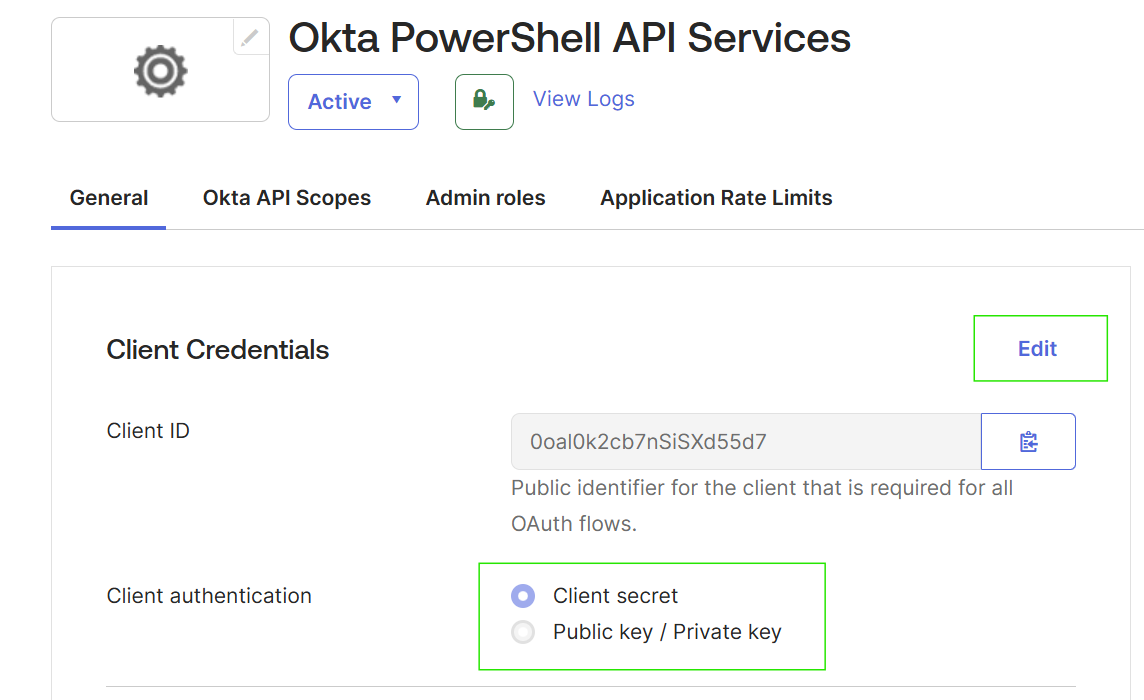 Okta PowerShell API Services
Active
View Logs
General
Okta API Scopes
Admin roles
Application Rate Limits
Client Credentials
Edit
Client ID
0oal0k2cb7nSiSXd55d7
Public identifier for the client that is required for all
OAuth flows.
Client authentication
Client secret
Public key / Private key